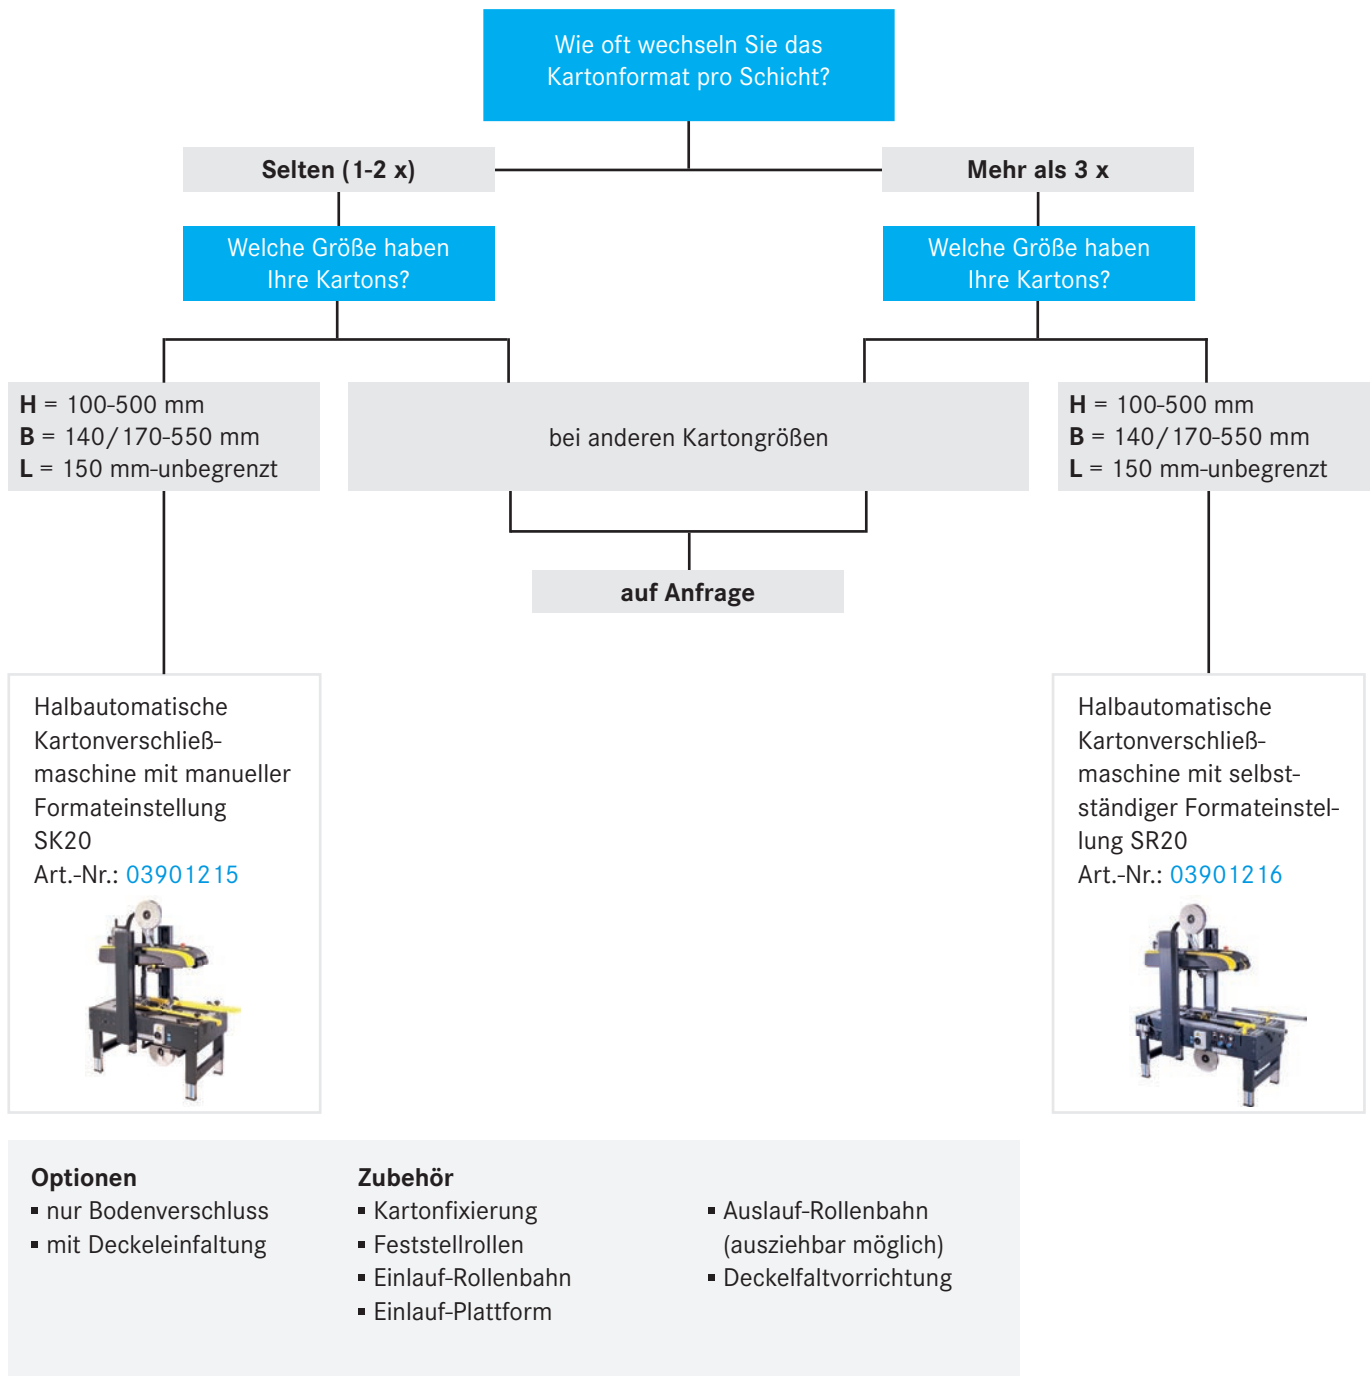 Wie oft wechseln Sie das
Kartonformat pro Schicht?
Selten (1-2 x)
Mehr als 3 x
Welche Größe haben
Ihre Kartons?
Welche Größe haben
Ihre Kartons?
H = 100-500 mm
B = 140/170-550 mm
L = 150 mm-unbegrenzt
bei anderen Kartongrößen
H = 100-500 mm
B = 140/170-550 mm
L = 150 mm-unbegrenzt
auf Anfrage
Halbautomatische
Kartonverschließ-
maschine mit manueller
Formateinstellung
SK20
Art.-Nr.: 03901215
Halbautomatische
Kartonverschließ-
maschine mit selbst-
ständiger Formateinstel-
lung SR20
Art.-Nr.: 03901216
Optionen
▪ nur Bodenverschluss
▪ mit Deckeleinfaltung
Zubehör
▪ Kartonfixierung
▪ Feststellrollen
▪ Einlauf-Rollenbahn
▪ Einlauf-Plattform
▪ Auslauf-Rollenbahn
(ausziehbar möglich)
▪ Deckelfaltvorrichtung